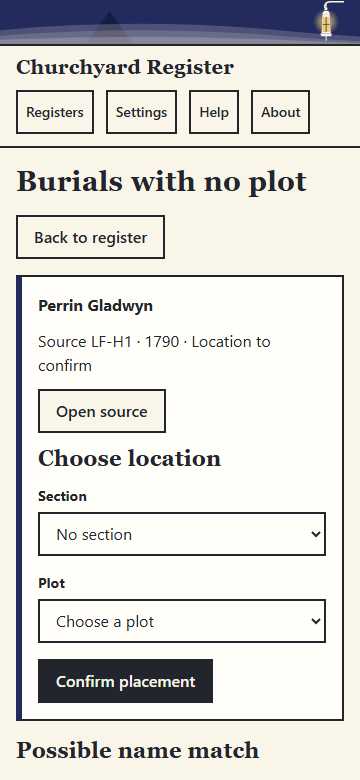 Churchyard Register
Registers Settings Help About
Burials with no plot
Back to register
Perrin Gladwyn
Source LF-H1 · 1790 · Location to
confirm
Open source
Choose location
Section
No section
Plot
Choose a plot
Confirm placement
Possible name match